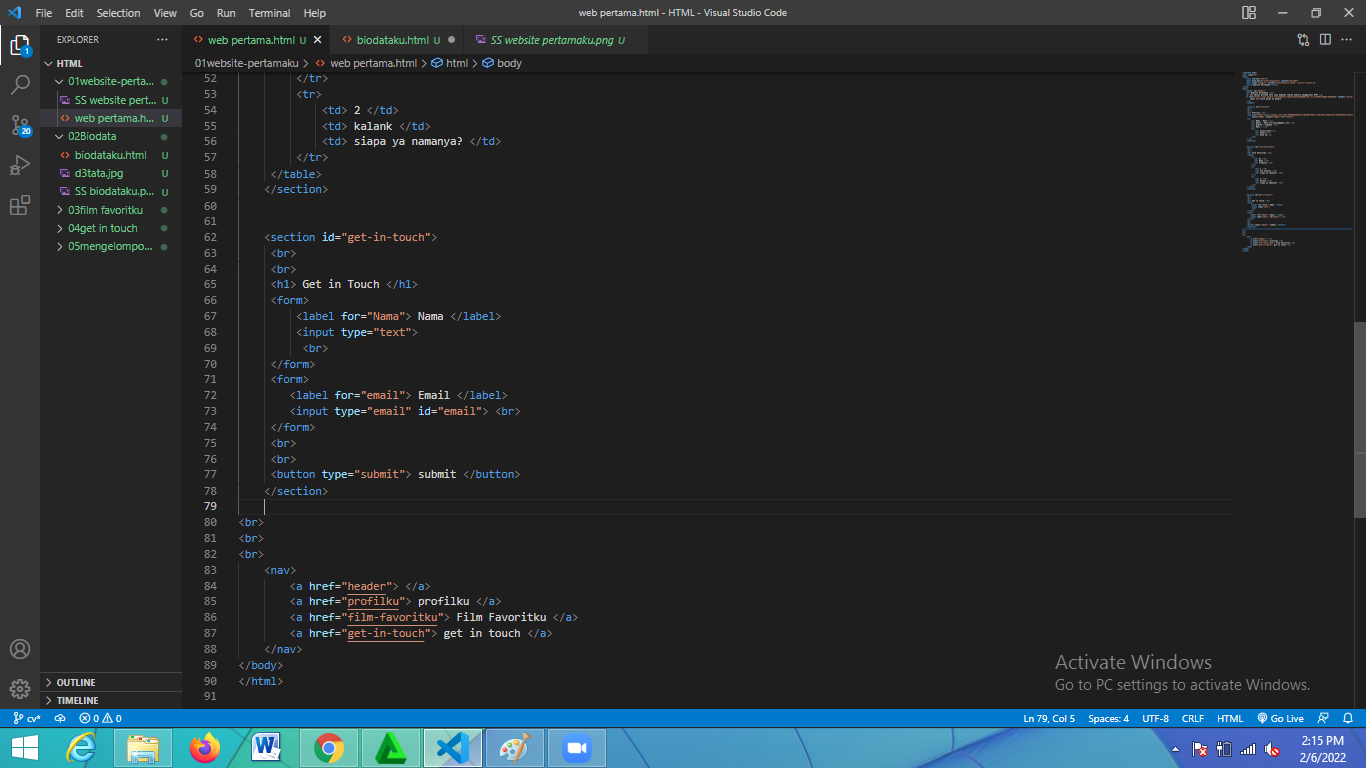 File Edit Selection View Go Run Terminal Help
web pertama.html - HTML - Visual Studio Code
EXPLORER
HTML
01website-perta...
SS website pert... U
web pertama.h... U
02Biodata
biodataku.html U
d3tata.jpg U
SS biodataku.p... U
03film favoritku
04get in touch
05mengelompo...
OUTLINE
TIMELINE
1
20
web pertama.html U
biodataku.html U
SS website pertamaku.png U
01website-pertamaku > web pertama.html > html > body
52 </tr>
53 <tr>
54 <td> 2 </td>
55 <td> kalank </td>
56 <td> siapa ya namanya? </td>
57 </tr>
58 </table>
59 </section>
60
61
62 <section id="get-in-touch">
63 <br>
64 <br>
65 <h1> Get in Touch </h1>
66 <form>
67 <label for="Nama"> Nama </label>
68 <input type="text">
69 <br>
70 </form>
71 <form>
72 <label for="email"> Email </label>
73 <input type="email" id="email"> <br>
74 </form>
75 <br>
76 <br>
77 <button type="submit"> submit </button>
78 </section>
79
80 <br>
81 <br>
82 <br>
83 <nav>
84 <a href="header"> </a>
85 <a href="profilku"> profilku </a>
86 <a href="film-favoritku"> Film Favoritku </a>
87 <a href="get-in-touch"> get in touch </a>
88 </nav>
89 </body>
90 </html>
91
Activate Windows
Go to PC settings to activate Windows.
cv* 0 0
Ln 79, Col 5 Spaces: 4 UTF-8 CRLF HTML Go Live
2:15 PM
2/6/2022